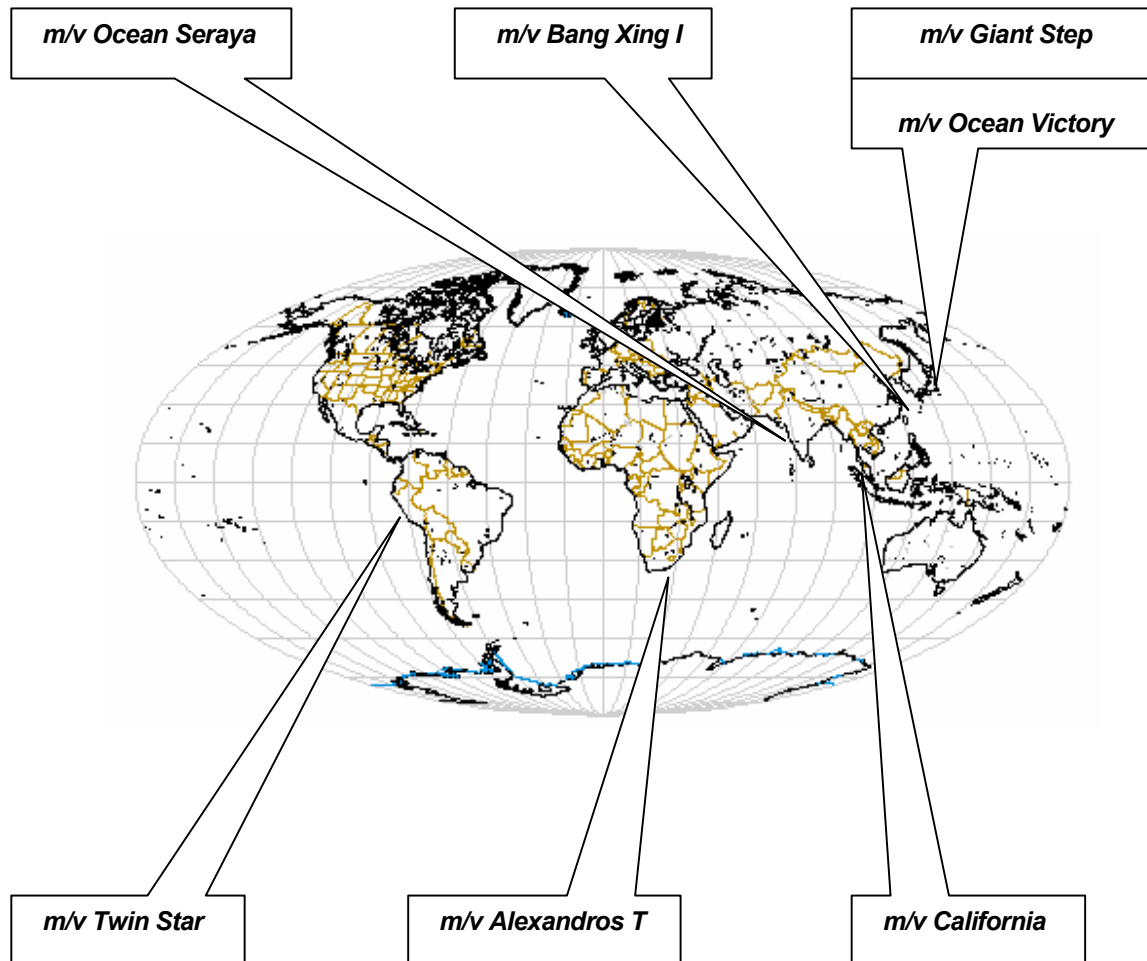 m/v Ocean Seraya
m/v Bang Xing I
m/v Giant Step
m/v Ocean Victory
m/v Twin Star
m/v Alexandros T
m/v California